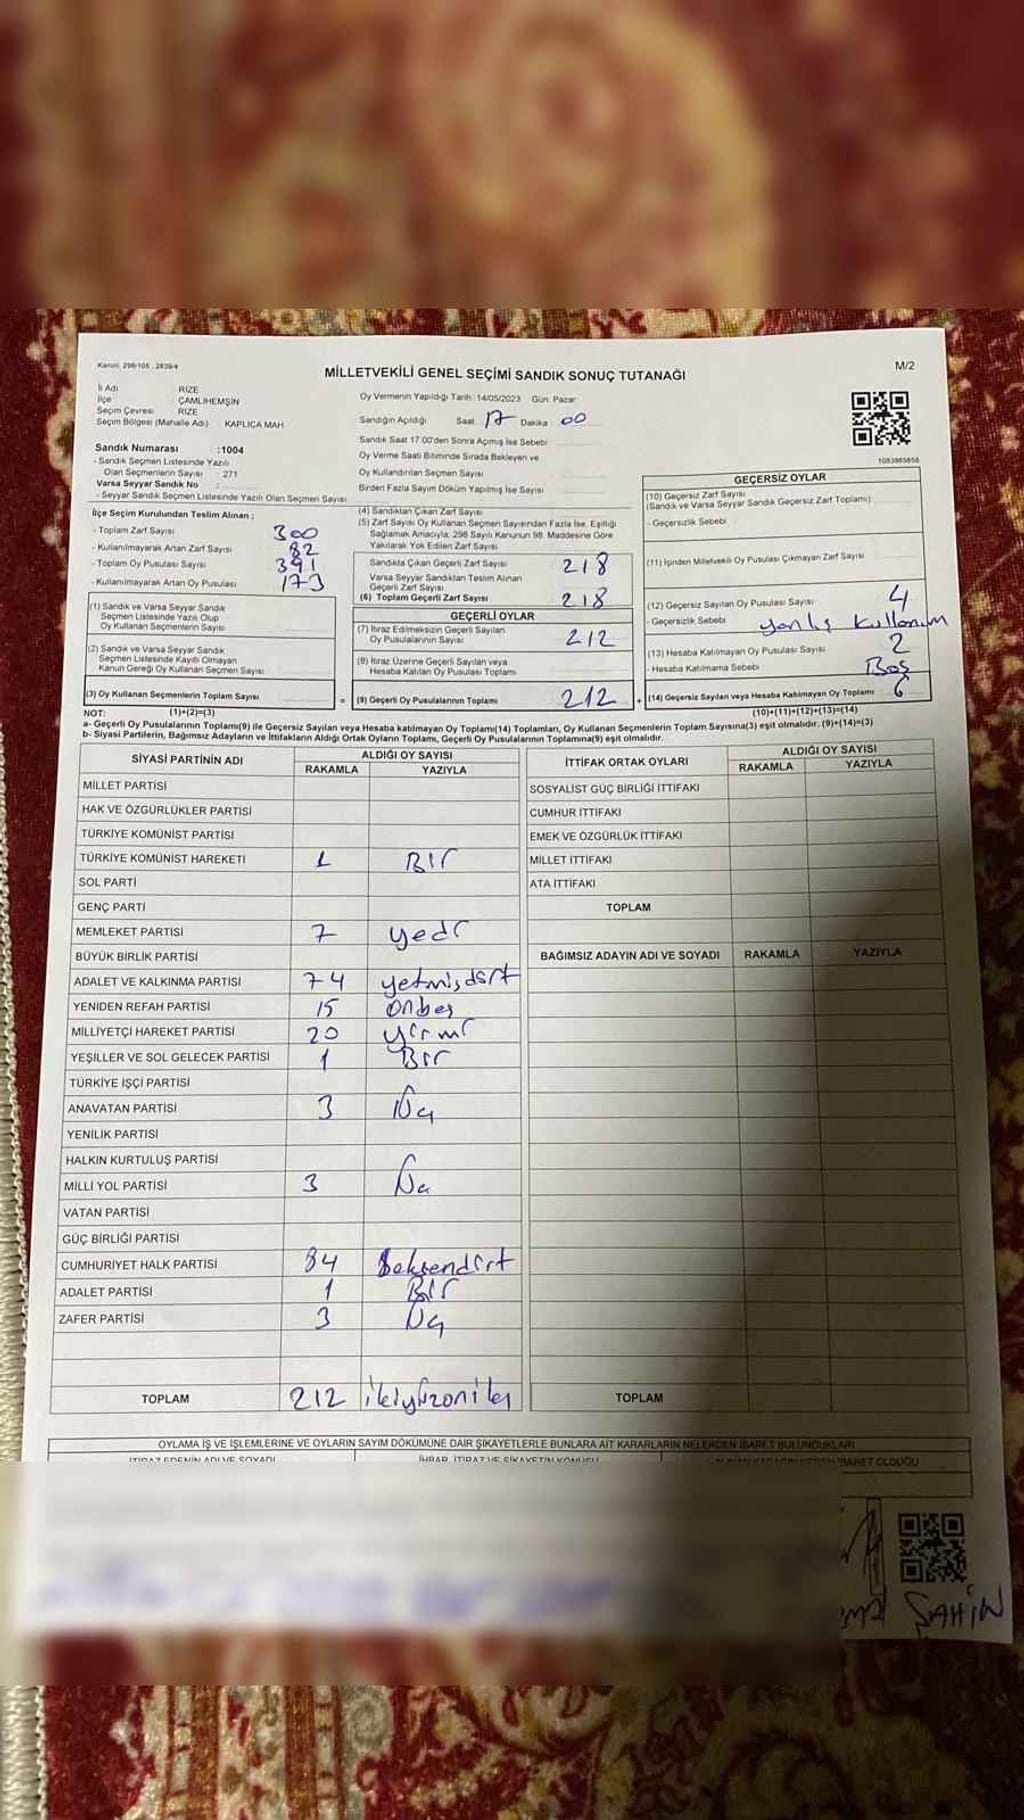 Kanun: 298/105 , 2839/4
MİLLETVEKİLİ GENEL SEÇİMİ SANDIK SONUÇ TUTANAĞI
M/2
İl Adı RİZE
İlçe ÇAMLIHEMŞİN
Seçim Çevresi RİZE
Seçim Bölgesi (Mahalle Adı) KAPLICA MAH
Sandık Numarası :1004
- Sandık Seçmen Listesinde Yazılı
Olan Seçmenlerin Sayısı : 271
Varsa Seyyar Sandık No :
- Seyyar Sandık Seçmen Listesinde Yazılı Olan Seçmen Sayısı
Oy Vermenin Yapıldığı Tarih : 14/05/2023 Gün: Pazar
Sandığın Açıldığı Saat 17 Dakika 00
Sandık Saat 17.00'den Sonra Açılmış İse Sebebi
Oy Verme Saati Bitiminde Sırada Bekleyen ve
Oy Kullandırılan Seçmen Sayısı
Birden Fazla Sayım Döküm Yapılmış İse Sayısı
İlçe Seçim Kurulundan Teslim Alınan :
- Toplam Zarf Sayısı 300
- Kullanılmayarak Artan Zarf Sayısı 82
- Toplam Oy Pusulası Sayısı 391
- Kullanılmayarak Artan Oy Pusulası 173
(1) Sandık ve Varsa Seyyar Sandık
Seçmen Listesinde Yazılı Olup
Oy Kullanan Seçmenlerin Sayısı
(2) Sandık ve Varsa Seyyar Sandık
Seçmen Listesinde Kayıtlı Olmayan
Kanun Gereği Oy Kullanan Seçmen Sayısı
(3) Oy Kullanan Seçmenlerin Toplam Sayısı
(1)+(2)=(3)
(4) Sandıktan Çıkan Zarf Sayısı
(5) Zarf Sayısı Oy Kullanan Seçmen Sayısından Fazla İse, Eşitliği
Sağlamak Amacıyla, 298 Sayılı Kanunun 98. Maddesine Göre
Yakılarak Yok Edilen Zarf Sayısı
Sandıkta Çıkan Geçerli Zarf Sayısı 218
Varsa Seyyar Sandıktan Teslim Alınan
Geçerli Zarf Sayısı
(6) Toplam Geçerli Zarf Sayısı 218
GEÇERLİ OYLAR
(7) İtiraz Edilmeksizin Geçerli Sayılan
Oy Pusulalarının Sayısı 212
(8) İtiraz Üzerine Geçerli Sayılan veya
Hesaba Katılan Oy Pusulası Toplamı
= (9) Geçerli Oy Pusulalarının Toplamı 212
GEÇERSİZ OYLAR
(10) Geçersiz Zarf Sayısı
(Sandık ve Varsa Seyyar Sandık Geçersiz Zarf Toplamı)
- Geçersizlik Sebebi
(11) İçinden Milletvekili Oy Pusulası Çıkmayan Zarf Sayısı
(12) Geçersiz Sayılan Oy Pusulası Sayısı 4
- Geçersizlik Sebebi yanlış kullanım
(13) Hesaba Katılmayan Oy Pusulası Sayısı 2
- Hesaba Katılmama Sebebi Boş
+ (14) Geçersiz Sayılan veya Hesaba Katılmayan Oy Toplamı 6
(10)+(11)+(12)+(13)=(14)
NOT:
a- Geçerli Oy Pusulalarının Toplamı(9) ile Geçersiz Sayılan veya Hesaba katılmayan Oy Toplamı(14) Toplamları, Oy Kullanan Seçmenlerin Toplam Sayısına(3) eşit olmalıdır. (9)+(14)=(3)
b- Siyasi Partilerin, Bağımsız Adayların ve İttifakların Aldığı Ortak Oyların Toplamı, Geçerli Oy Pusulalarının Toplamına(9) eşit olmalıdır.
SİYASİ PARTİNİN ADI ALDIĞI OY SAYISI
RAKAMLA YAZIYLA
MİLLET PARTİSİ
HAK VE ÖZGÜRLÜKLER PARTİSİ
TÜRKİYE KOMÜNİST PARTİSİ
TÜRKİYE KOMÜNİST HAREKETİ 1 Bir
SOL PARTİ
GENÇ PARTİ
MEMLEKET PARTİSİ 7 yedi
BÜYÜK BİRLİK PARTİSİ
ADALET VE KALKINMA PARTİSİ 74 yetmişdört
YENİDEN REFAH PARTİSİ 15 onbeş
MİLLİYETÇİ HAREKET PARTİSİ 20 yirmi
YEŞİLLER VE SOL GELECEK PARTİSİ 1 Bir
TÜRKİYE İŞÇİ PARTİSİ
ANAVATAN PARTİSİ 3 Üç
YENİLİK PARTİSİ
HALKIN KURTULUŞ PARTİSİ
MİLLİ YOL PARTİSİ 3 Üç
VATAN PARTİSİ
GÜÇ BİRLİĞİ PARTİSİ
CUMHURİYET HALK PARTİSİ 84 Seksendört
ADALET PARTİSİ 1 Bir
ZAFER PARTİSİ 3 Üç
TOPLAM 212 ikiyüzoniki
İTTİFAK ORTAK OYLARI ALDIĞI OY SAYISI
RAKAMLA YAZIYLA
SOSYALİST GÜÇ BİRLİĞİ İTTİFAKI
CUMHUR İTTİFAKI
EMEK VE ÖZGÜRLÜK İTTİFAKI
MİLLET İTTİFAKI
ATA İTTİFAKI
TOPLAM
BAĞIMSIZ ADAYIN ADI VE SOYADI RAKAMLA YAZIYLA
TOPLAM
OYLAMA İŞ VE İŞLEMLERİNE VE OYLARIN SAYIM DÖKÜMÜNE DAİR ŞİKAYETLERLE BUNLARA AİT KARARLARIN NELERDEN İBARET BULUNDUKLARI
İTİRAZ EDENİN ADI VE SOYADI İHBAR, İTİRAZ VE ŞİKAYETİN KONUSU İBARET OLDUĞU
ŞAHİN